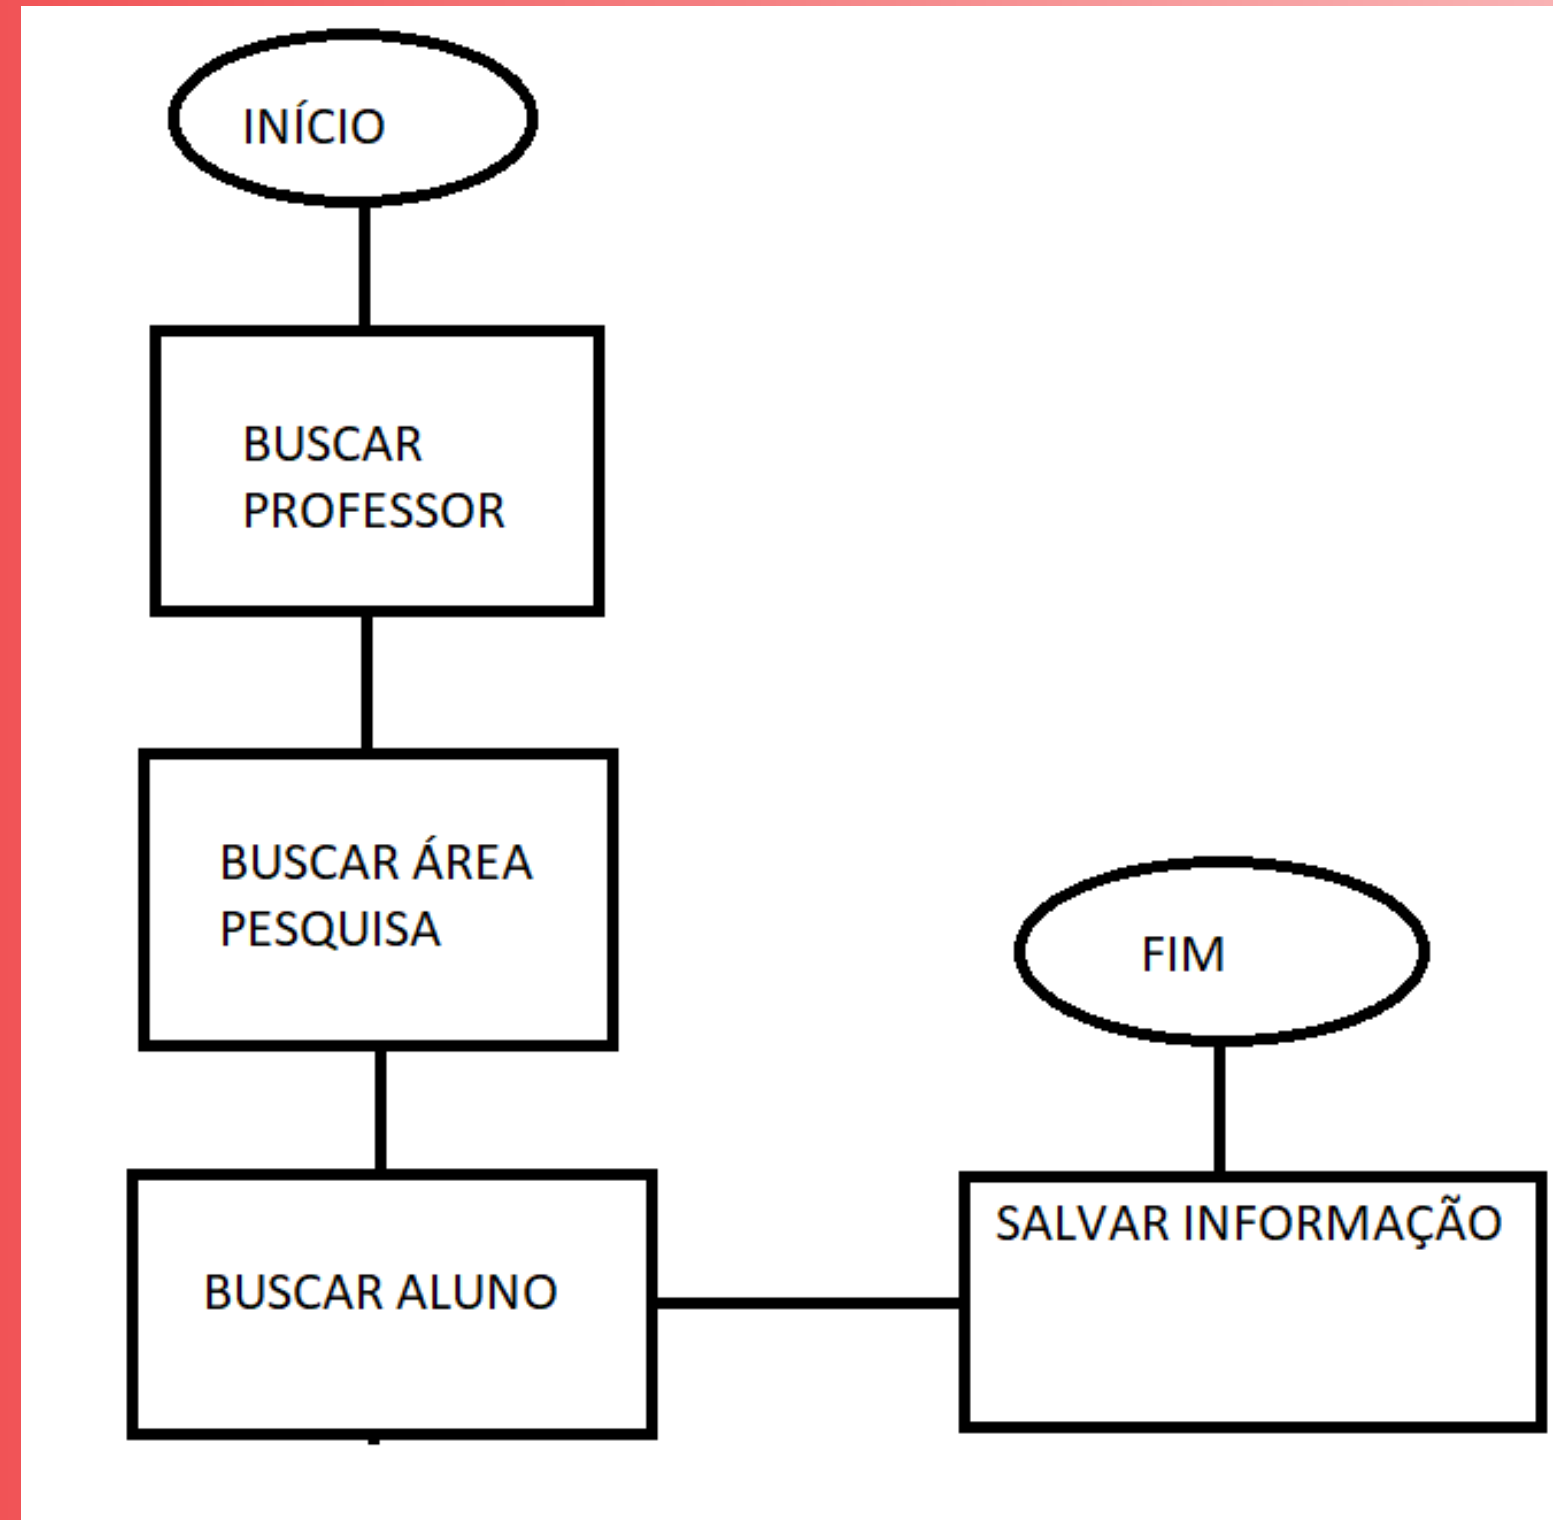 INÍCIO
BUSCAR
PROFESSOR
BUSCAR ÁREA
PESQUISA
BUSCAR ALUNO
SALVAR INFORMAÇÃO
FIM